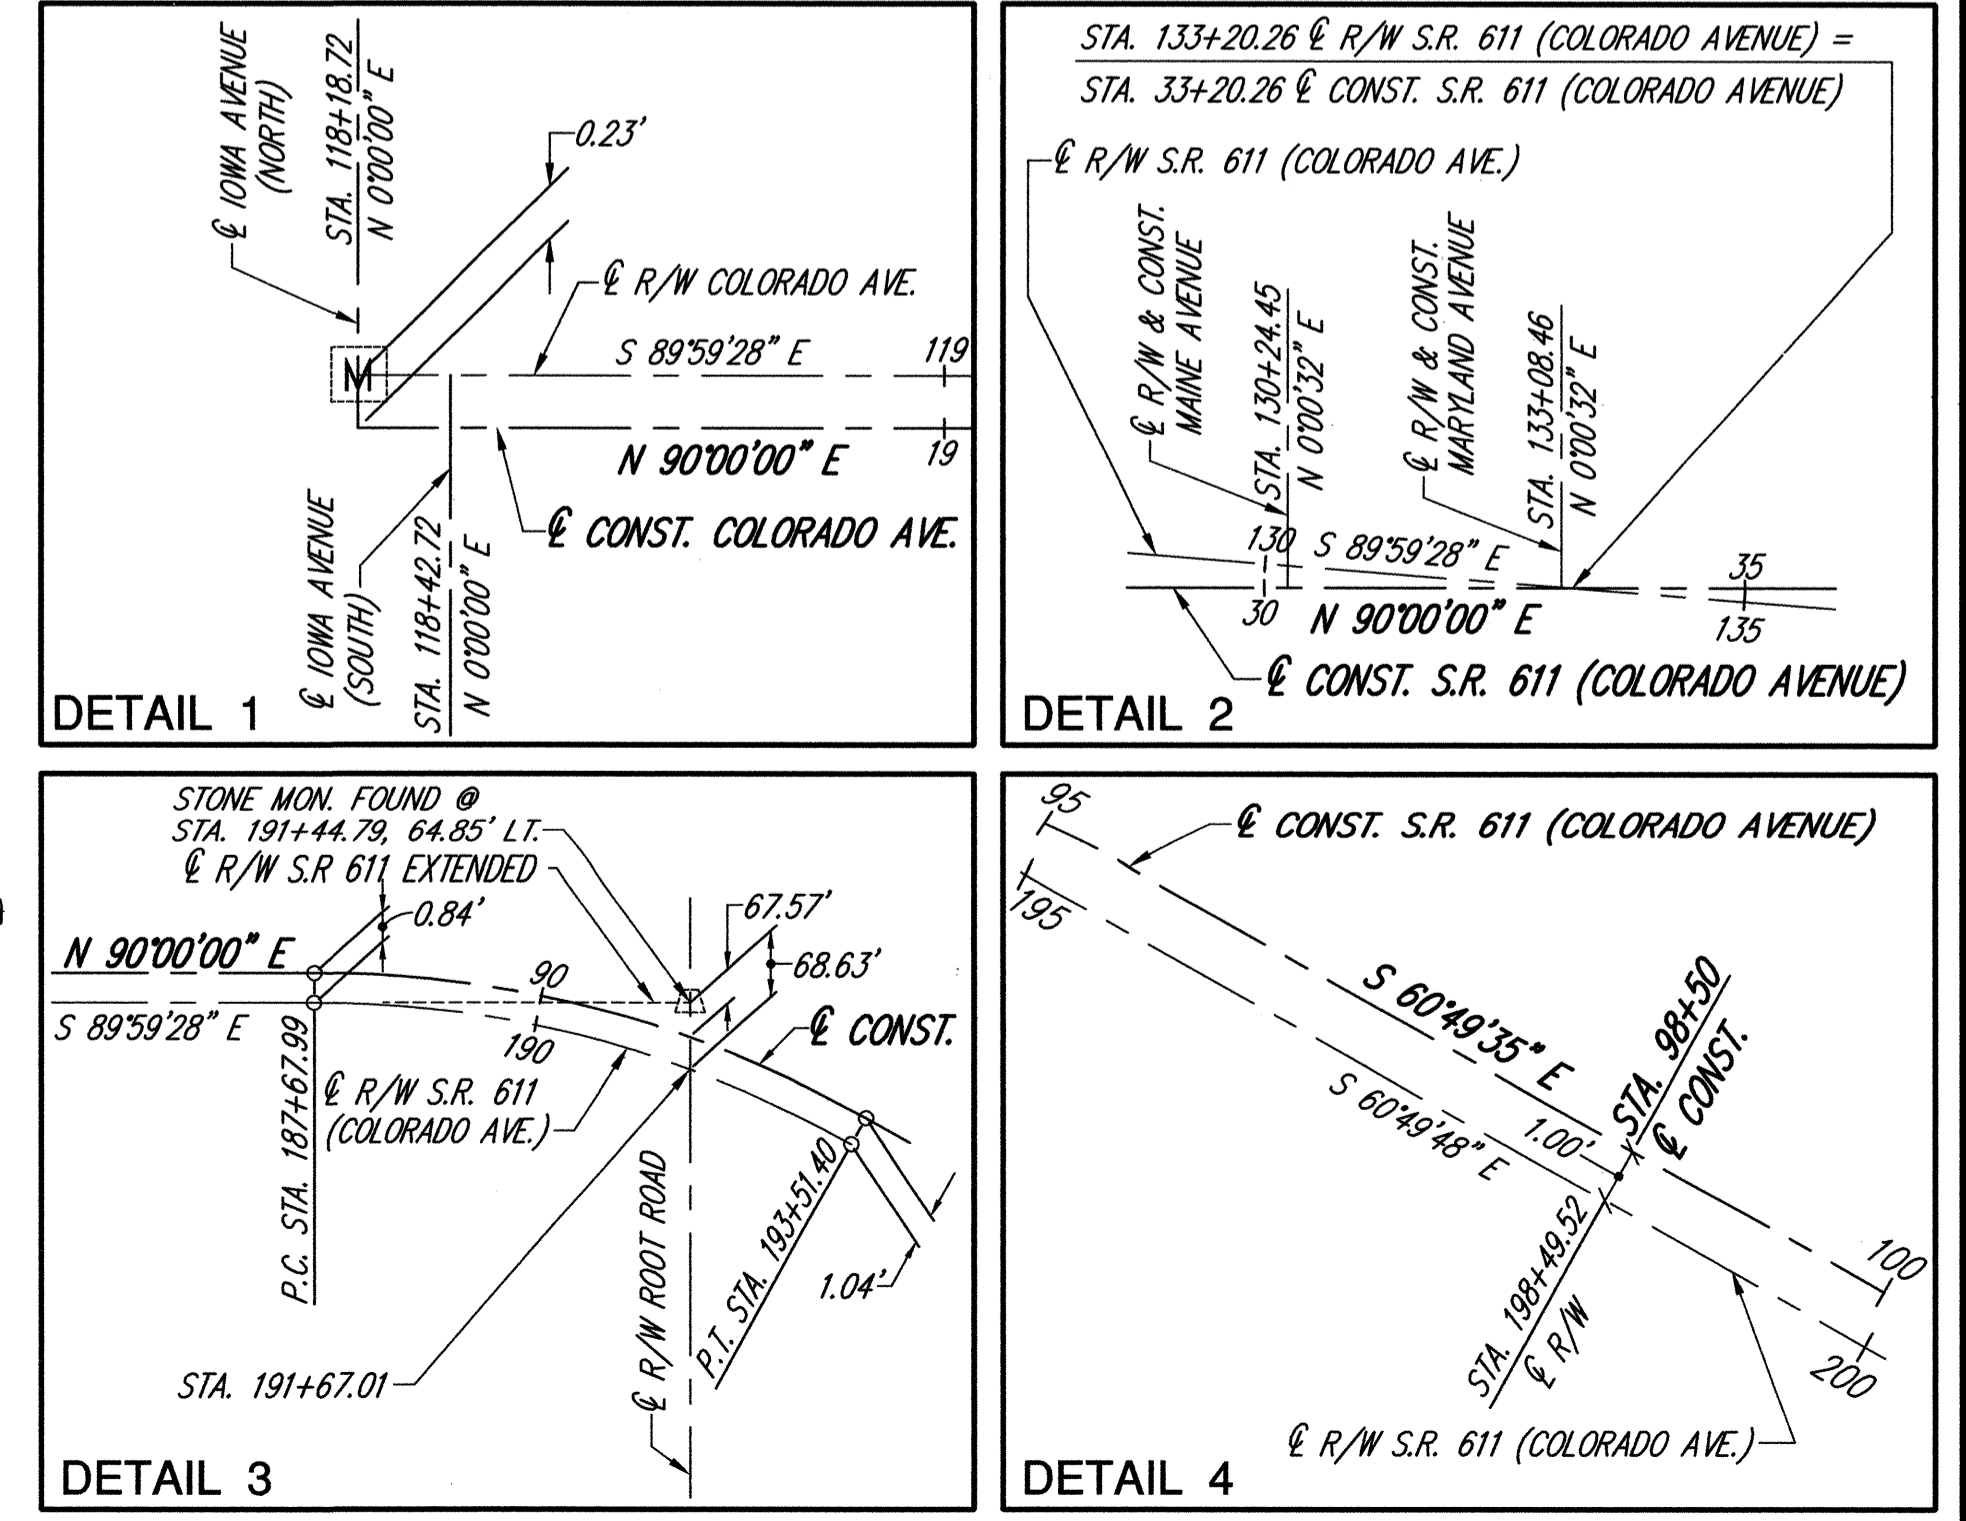 ℄ IOWA AVENUE
(NORTH)
STA. 118+18.72
N 0°00'00" E
0.23'
℄ R/W COLORADO AVE.
S 89°59'28" E
119
M
N 90°00'00" E
19
℄ CONST. COLORADO AVE.
℄ IOWA AVENUE
(SOUTH)
STA. 118+42.72
N 0°00'00" E
DETAIL 1
STA. 133+20.26 ℄ R/W S.R. 611 (COLORADO AVENUE) =
STA. 33+20.26 ℄ CONST. S.R. 611 (COLORADO AVENUE)
℄ R/W S.R. 611 (COLORADO AVE.)
℄ R/W & CONST.
MAINE AVENUE
STA. 130+24.45
N 0°00'32" E
℄ R/W & CONST.
MARYLAND AVENUE
STA. 133+08.46
N 0°00'32" E
130
S 89°59'28" E
35
30
N 90°00'00" E
135
℄ CONST. S.R. 611 (COLORADO AVENUE)
DETAIL 2
STONE MON. FOUND @
STA. 191+44.79, 64.85' LT.
℄ R/W S.R 611 EXTENDED
0.84'
67.57'
68.63'
N 90°00'00" E
90
S 89°59'28" E
190
℄ CONST.
P.C. STA. 187+67.99
℄ R/W S.R. 611
(COLORADO AVE.)
℄ R/W ROOT ROAD
P.T. STA. 193+51.40
1.04'
STA. 191+67.01
DETAIL 3
95
℄ CONST. S.R. 611 (COLORADO AVENUE)
195
S 60°49'35" E
STA. 98+50
℄ CONST.
S 60°49'48" E
1.00'
STA. 198+49.52
℄ R/W
100
200
℄ R/W S.R. 611 (COLORADO AVE.)
DETAIL 4